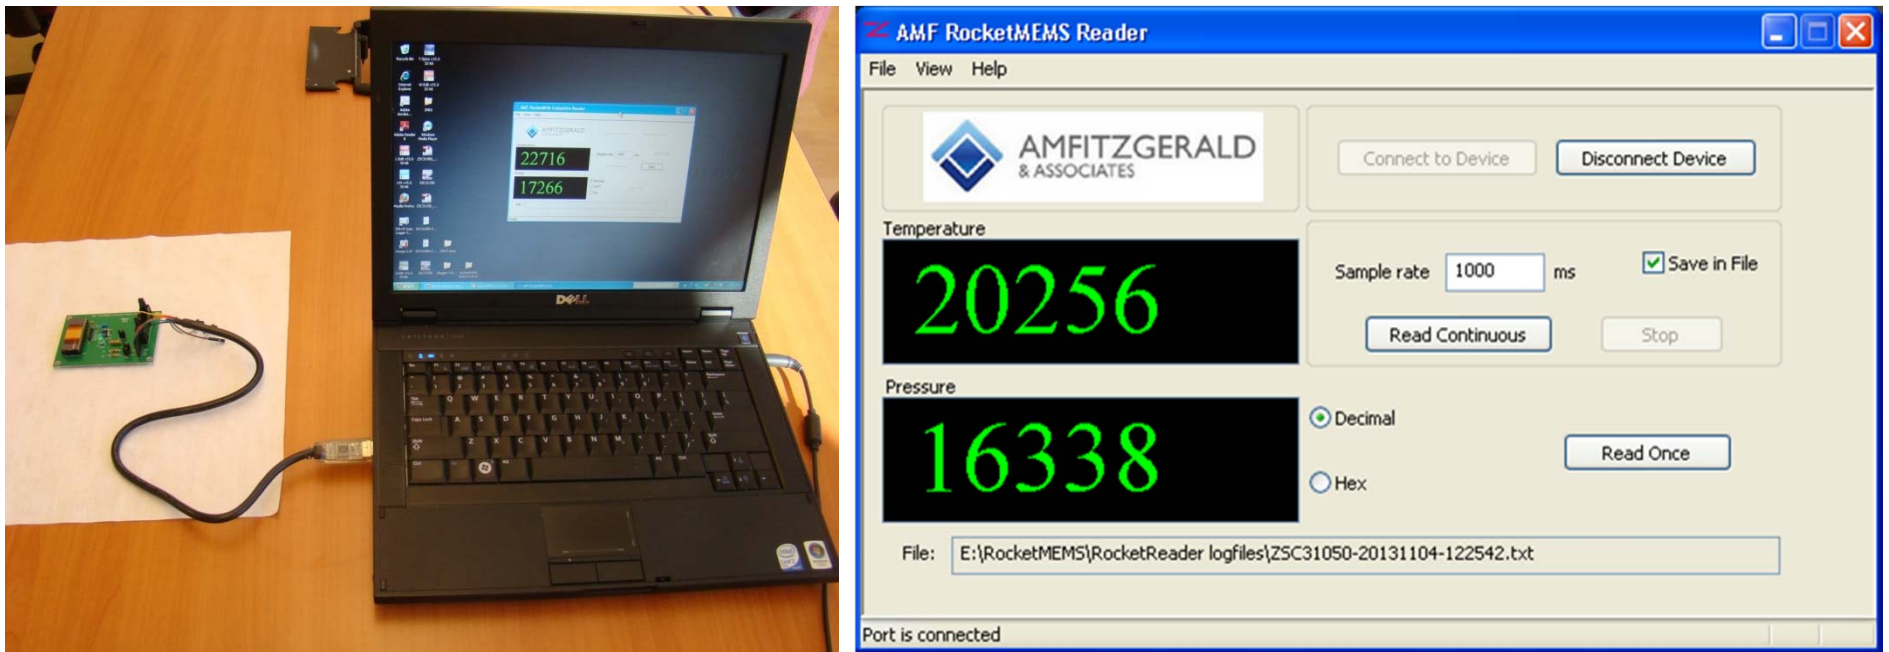 22716
17266
DELL
Q W E R T Y U I O P
A S D F G H J K L
Z X C V B N M
AMF RocketMEMS Reader
File View Help
AMFITZGERALD
& ASSOCIATES
Connect to Device
Disconnect Device
Temperature
20256
Sample rate 1000 ms
Save in File
Read Continuous
Stop
Pressure
16338
Decimal
Hex
Read Once
File: E:\RocketMEMS\RocketReader logfiles\ZSC31050-20131104-122542.txt
Port is connected